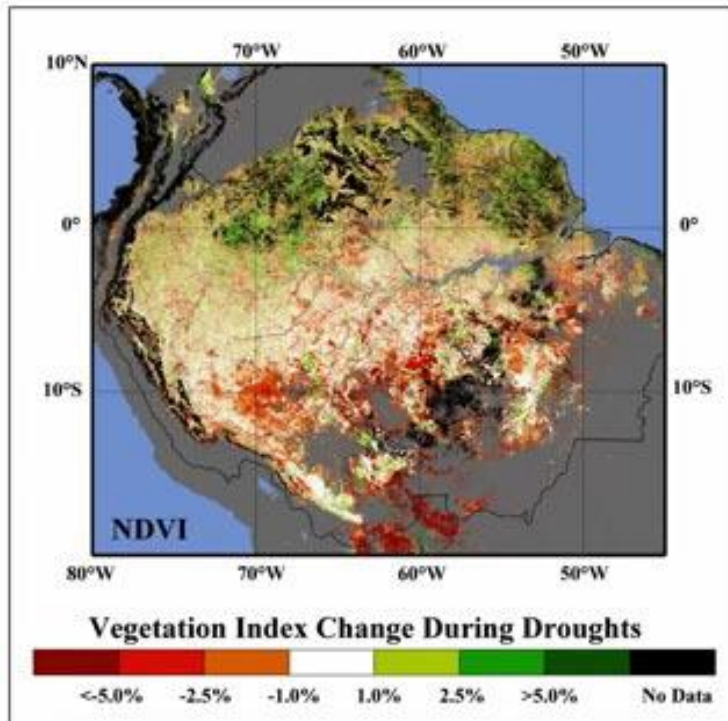 70°W 60°W 50°W
10°N
0° 0°
10°S 10°S
NDVI
80°W 70°W 60°W 50°W
Vegetation Index Change During Droughts
<-5.0% -2.5% -1.0% 1.0% 2.5% >5.0% No Data